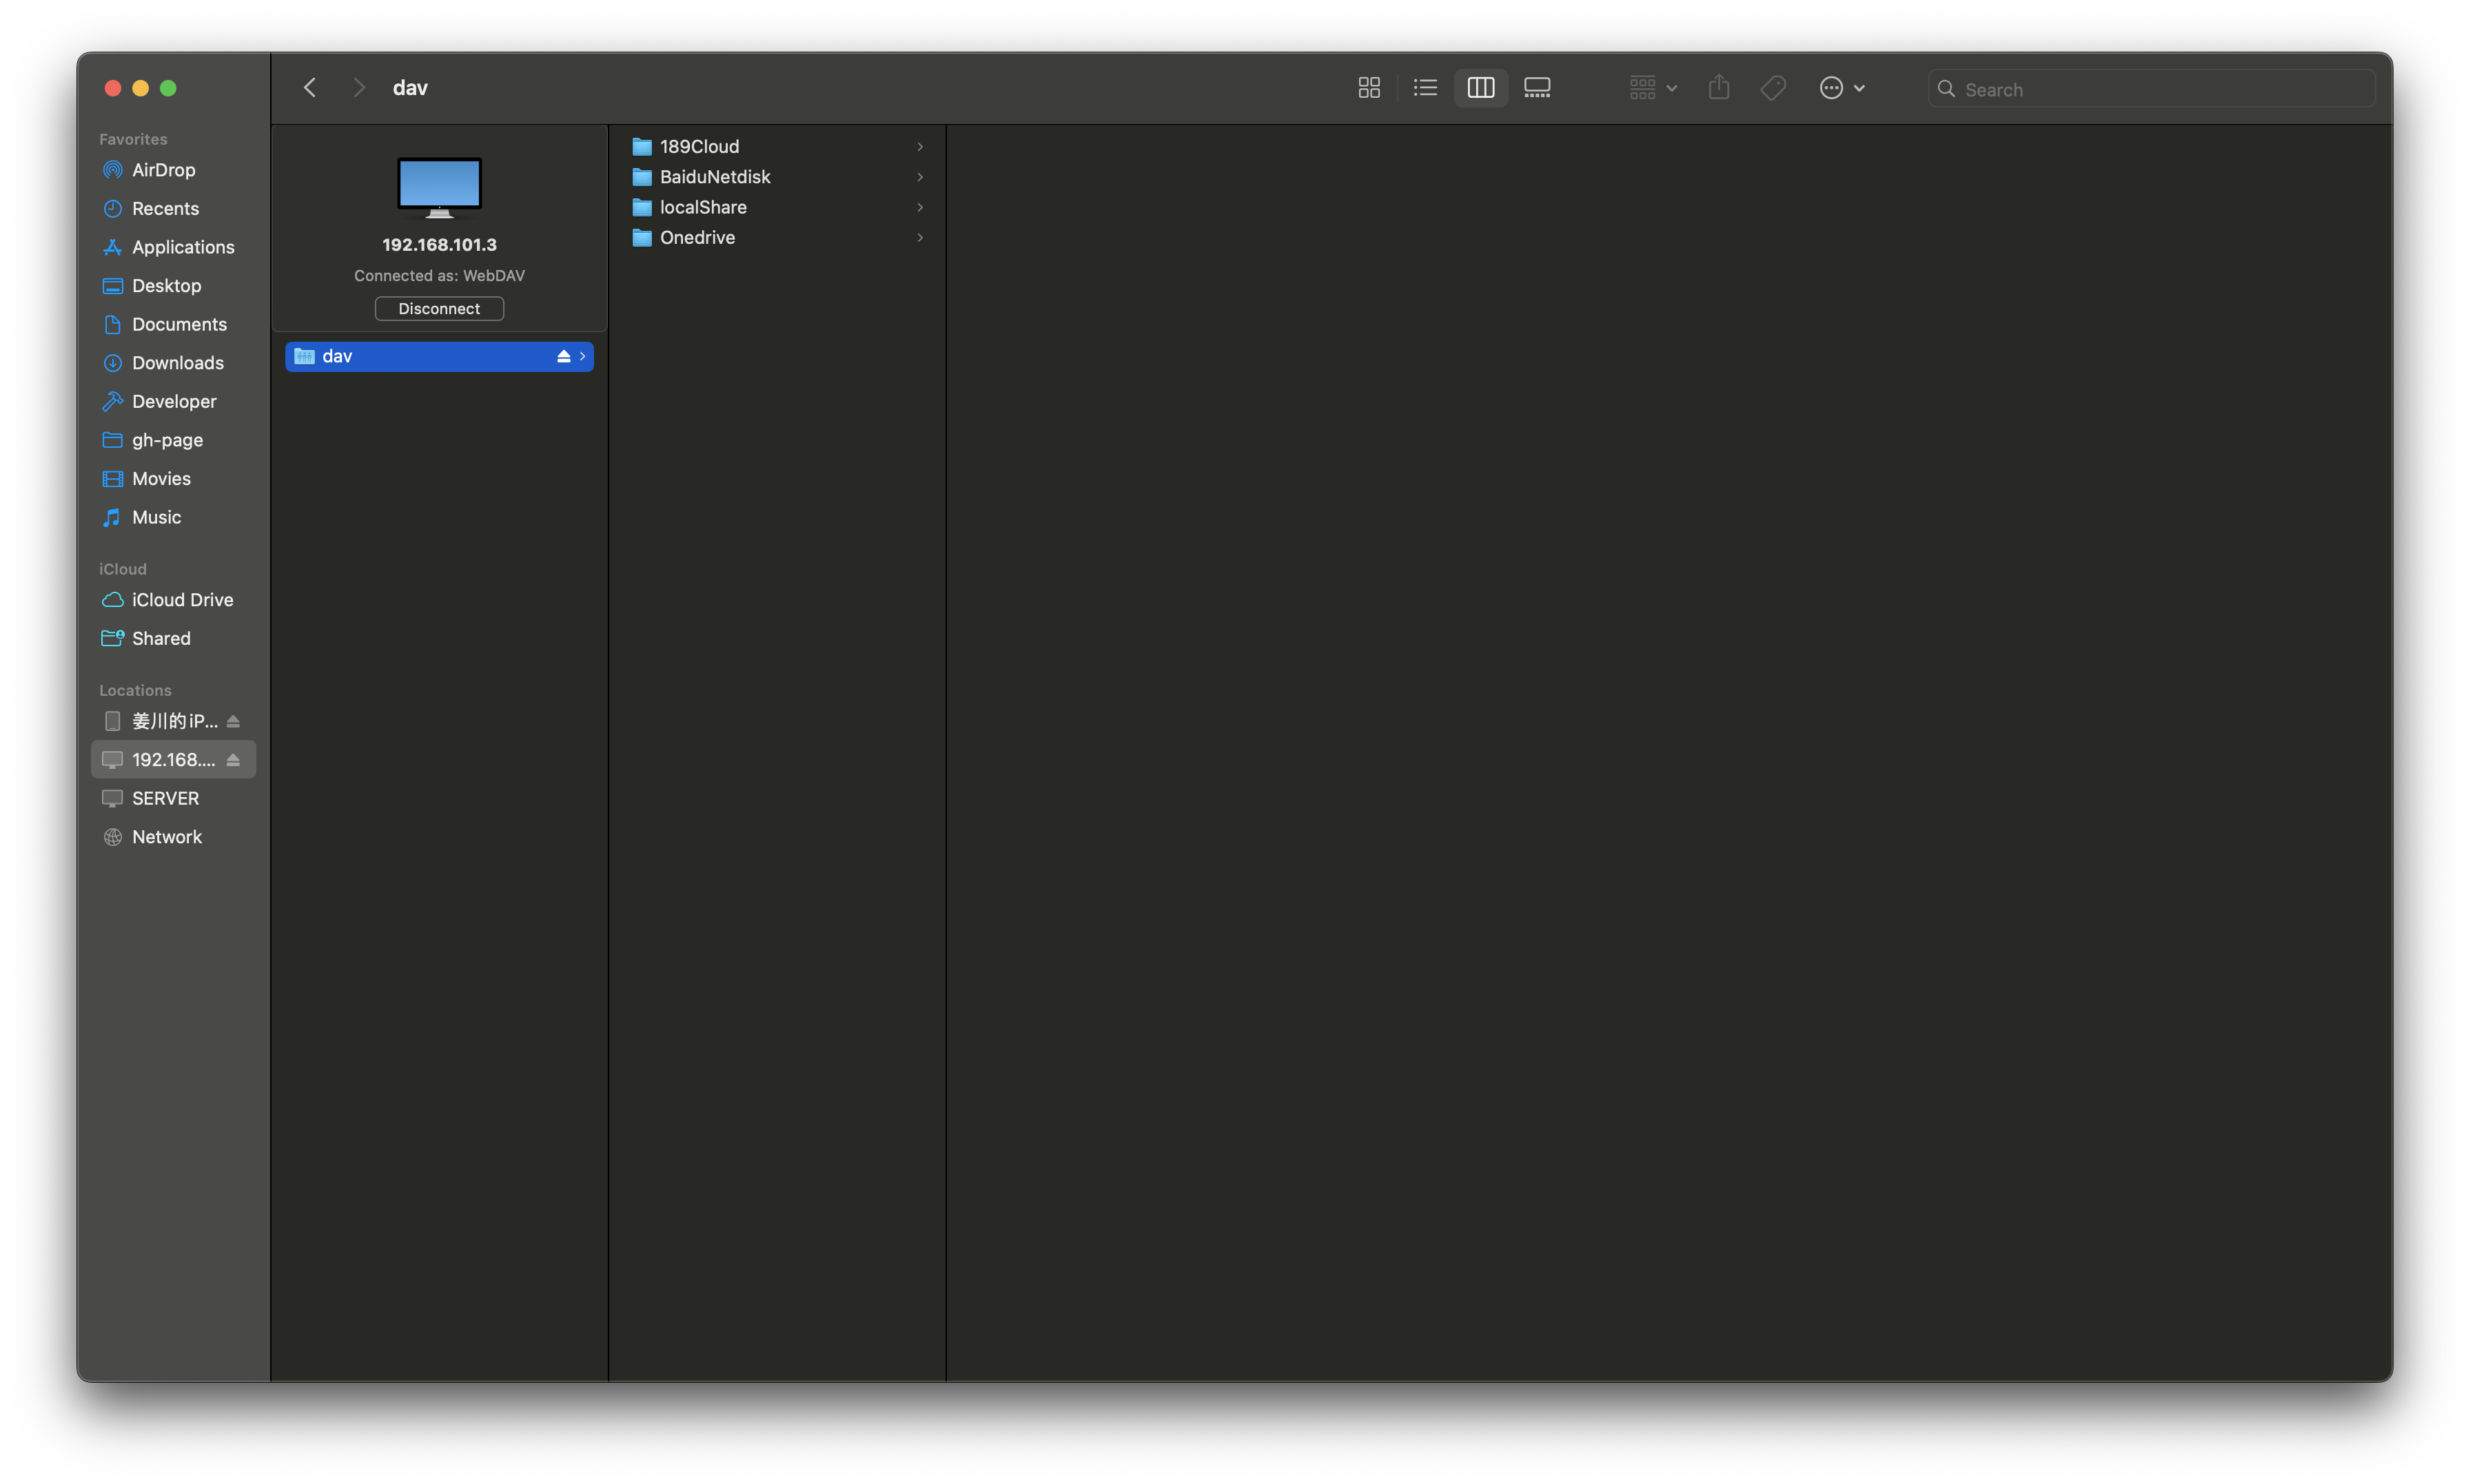 dav
Search
Favorites
AirDrop
Recents
Applications
Desktop
Documents
Downloads
Developer
gh-page
Movies
Music
iCloud
iCloud Drive
Shared
Locations
姜川的iP...
192.168....
SERVER
Network
192.168.101.3
Connected as: WebDAV
Disconnect
dav
189Cloud
BaiduNetdisk
localShare
Onedrive